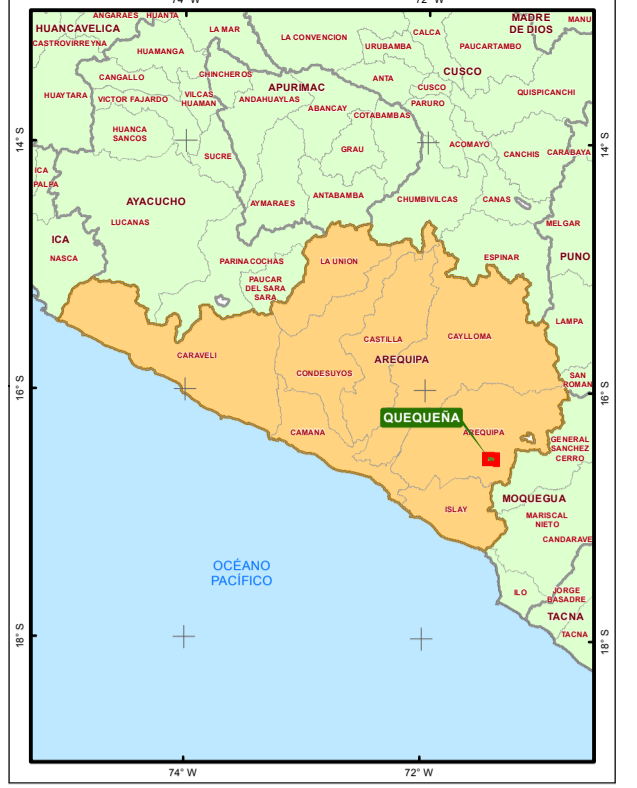 74° W
72° W
ANGARAES
HUANTA
HUANCAVELICA
LA MAR
MADRE
DE DIOS
MANU
CASTROVIRREYNA
LA CONVENCION
CALCA
URUBAMBA
PAUCARTAMBO
HUAMANGA
CANGALLO
CHINCHEROS
ANTA
CUSCO
HUAYTARA
VICTOR FAJARDO
VILCAS
HUAMAN
APURIMAC
ANDAHUAYLAS
ABANCAY
CUSCO
PARURO
QUISPICANCHI
COTABAMBAS
HUANCA
SANCOS
14° S
GRAU
ACOMAYO
CANCHIS
CARABAYA
14° S
SUCRE
ICA
PALPA
AYACUCHO
LUCANAS
AYMARAES
ANTABAMBA
CHUMBIVILCAS
CANAS
MELGAR
ICA
NASCA
PARINACOCHAS
PAUCAR
DEL SARA
SARA
LA UNION
ESPINAR
PUNO
LAMPA
CARAVELI
CASTILLA
CAYLLOMA
AREQUIPA
CONDESUYOS
SAN
ROMAN
16° S
16° S
QUEQUEÑA
CAMANA
AREQUIPA
GENERAL
SANCHEZ
CERRO
ISLAY
MOQUEGUA
MARISCAL
NIETO
CANDARAVE
OCÉANO
PACÍFICO
ILO
JORGE
BASADRE
TACNA
TACNA
18° S
18° S
74° W
72° W